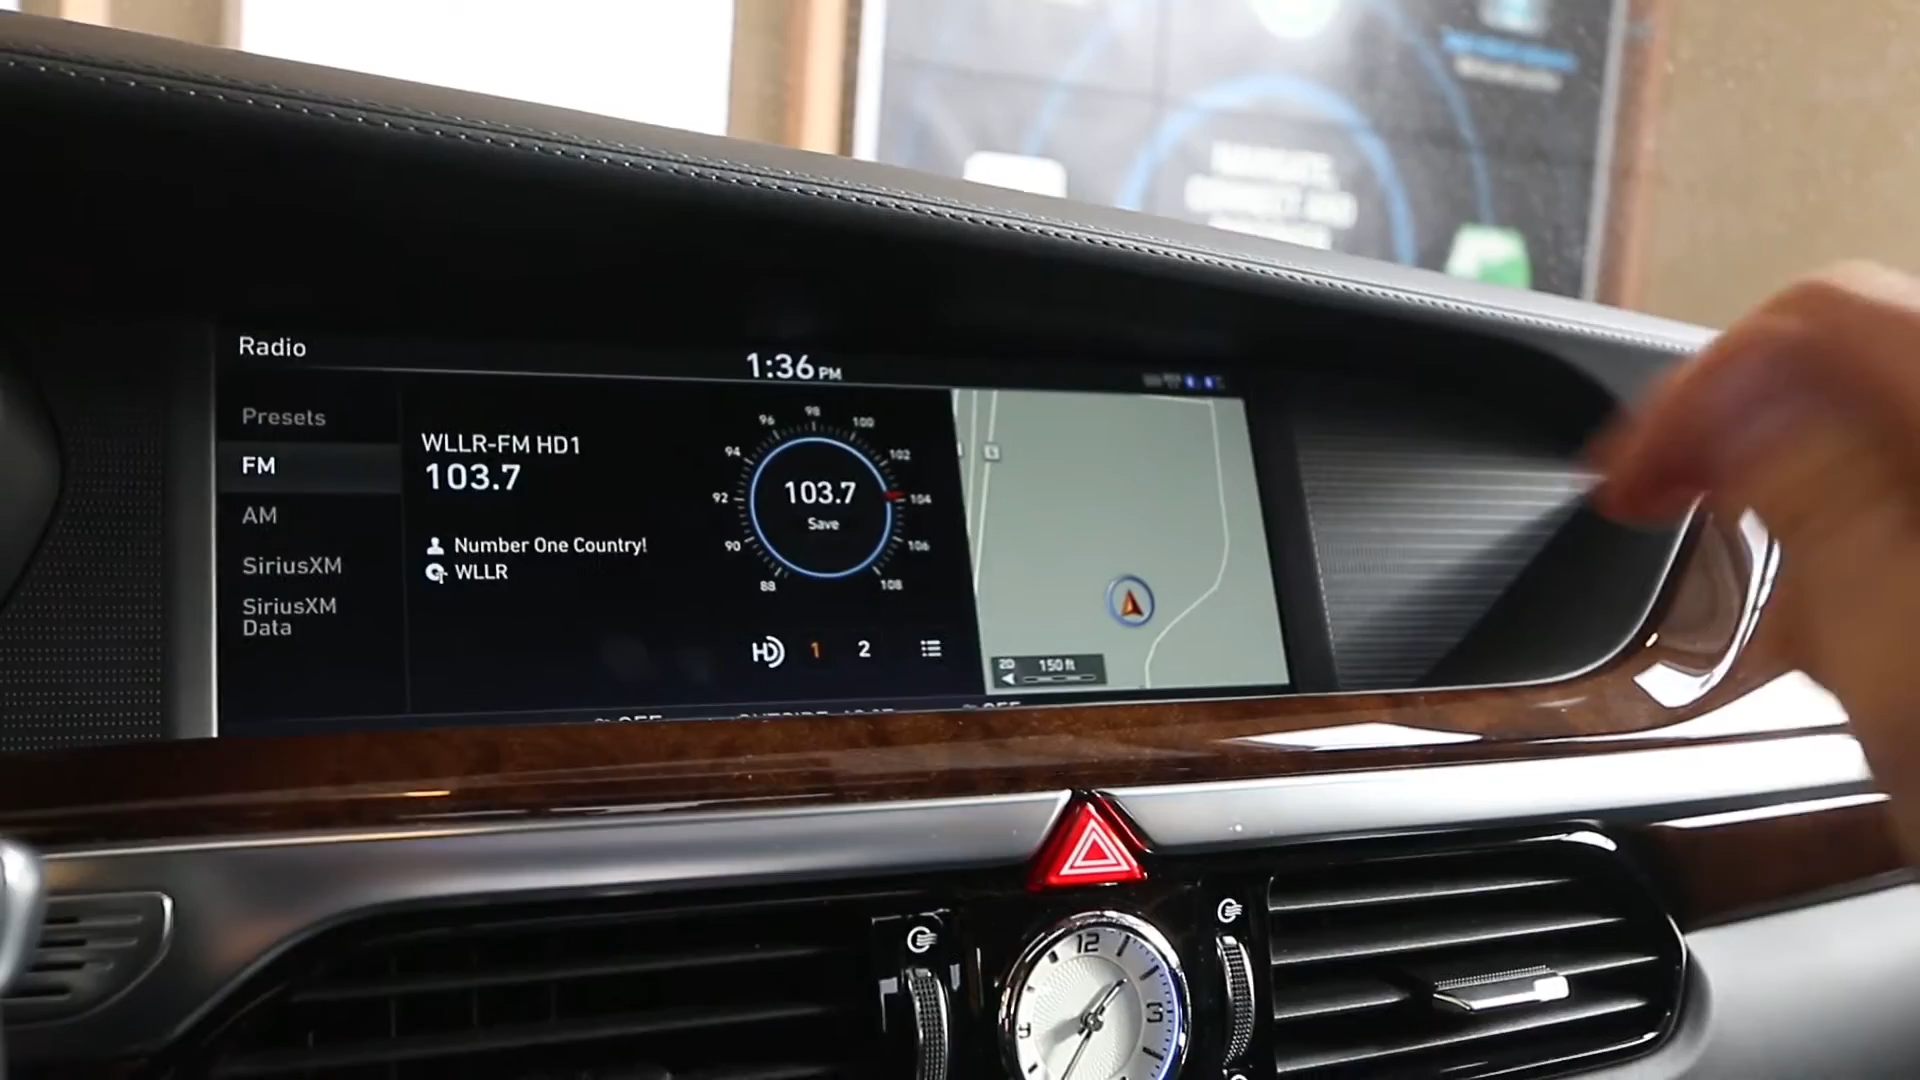 Radio
1:36 PM
Presets
FM
AM
SiriusXM
SiriusXM
Data
WLLR-FM HD1
103.7
Number One Country!
WLLR
88
90
92
94
96
98
100
102
104
106
108
103.7
Save
HD 1 2
2D 150 ft
12
3
9